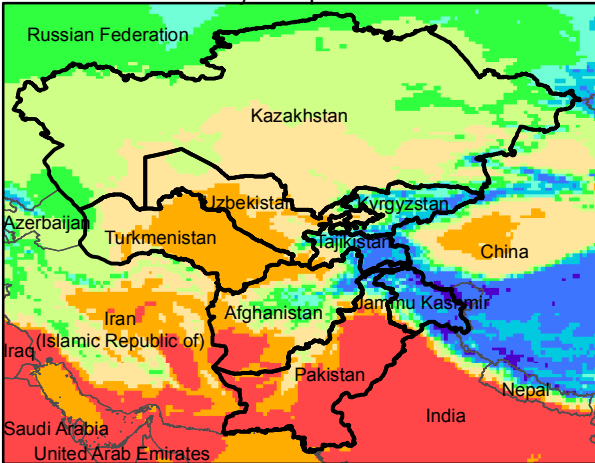 Russian Federation
Kazakhstan
Uzbekistan
Kyrgyzstan
Azerbaijan
Turkmenistan
Tajikistan
China
Jammu Kashmir
Iran
Afghanistan
(Islamic Republic of)
Iraq
Pakistan
Nepal
India
Saudi Arabia
United Arab Emirates